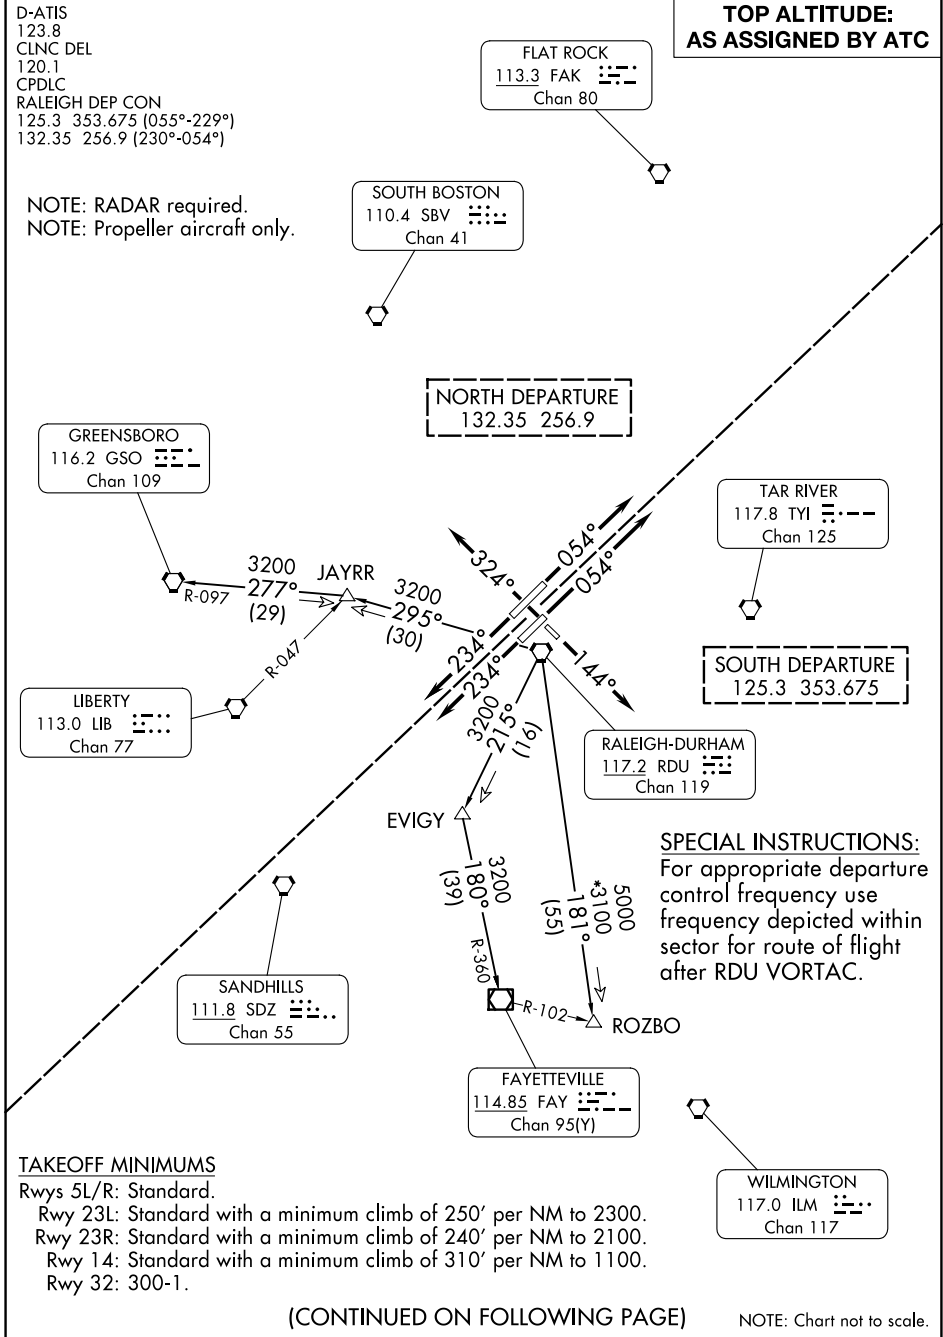 D-ATIS
123.8
CLNC DEL
120.1
CPDLC
RALEIGH DEP CON
125.3 353.675 (055°-229°)
132.35 256.9 (230°-054°)
TOP ALTITUDE:
AS ASSIGNED BY ATC
FLAT ROCK
113.3 FAK
Chan 80
NOTE: RADAR required.
NOTE: Propeller aircraft only.
SOUTH BOSTON
110.4 SBV
Chan 41
NORTH DEPARTURE
132.35 256.9
GREENSBORO
116.2 GSO
Chan 109
TAR RIVER
117.8 TYI
Chan 125
324°
054°
054°
3200
277°
(29)
R-097
JAYRR
3200
295°
(30)
R-047
234°
234°
144°
SOUTH DEPARTURE
125.3 353.675
LIBERTY
113.0 LIB
Chan 77
3200
215°
(16)
RALEIGH-DURHAM
117.2 RDU
Chan 119
EVIGY
3200
180°
(39)
R-360
5000
*3100
181°
(55)
SPECIAL INSTRUCTIONS:
For appropriate departure
control frequency use
frequency depicted within
sector for route of flight
after RDU VORTAC.
SANDHILLS
111.8 SDZ
Chan 55
R-102
ROZBO
FAYETTEVILLE
114.85 FAY
Chan 95(Y)
WILMINGTON
117.0 ILM
Chan 117
TAKEOFF MINIMUMS
Rwys 5L/R: Standard.
Rwy 23L: Standard with a minimum climb of 250' per NM to 2300.
Rwy 23R: Standard with a minimum climb of 240' per NM to 2100.
Rwy 14: Standard with a minimum climb of 310' per NM to 1100.
Rwy 32: 300-1.
(CONTINUED ON FOLLOWING PAGE)
NOTE: Chart not to scale.